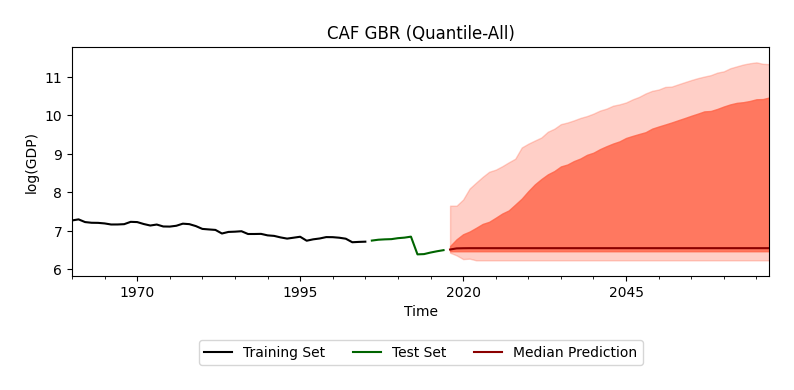 CAF GBR (Quantile-All)
log(GDP)
11
10
9
8
7
6
1970
1995
2020
2045
Time
Training Set
Test Set
Median Prediction